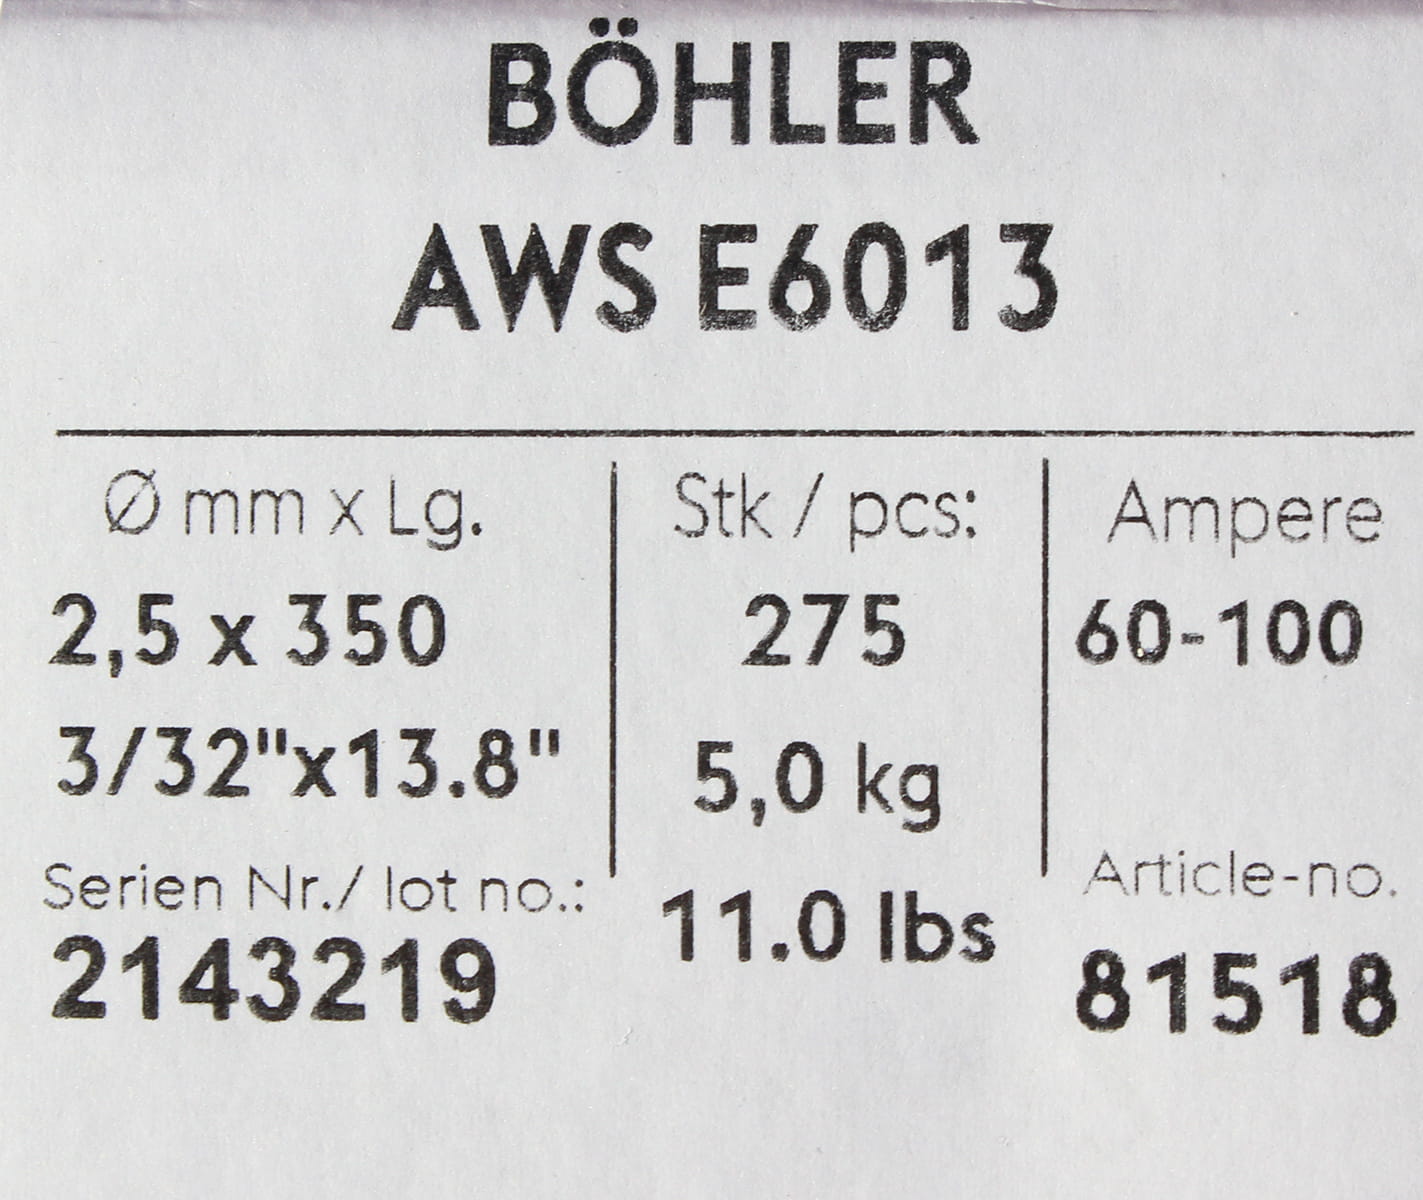 BÖHLER
AWS E6013
Ø mm x Lg.
2,5 x 350
3/32"x13.8"
Serien Nr./ lot no.:
2143219
Stk / pcs:
275
5,0 kg
11.0 lbs
Ampere
60-100
Article-no.
81518